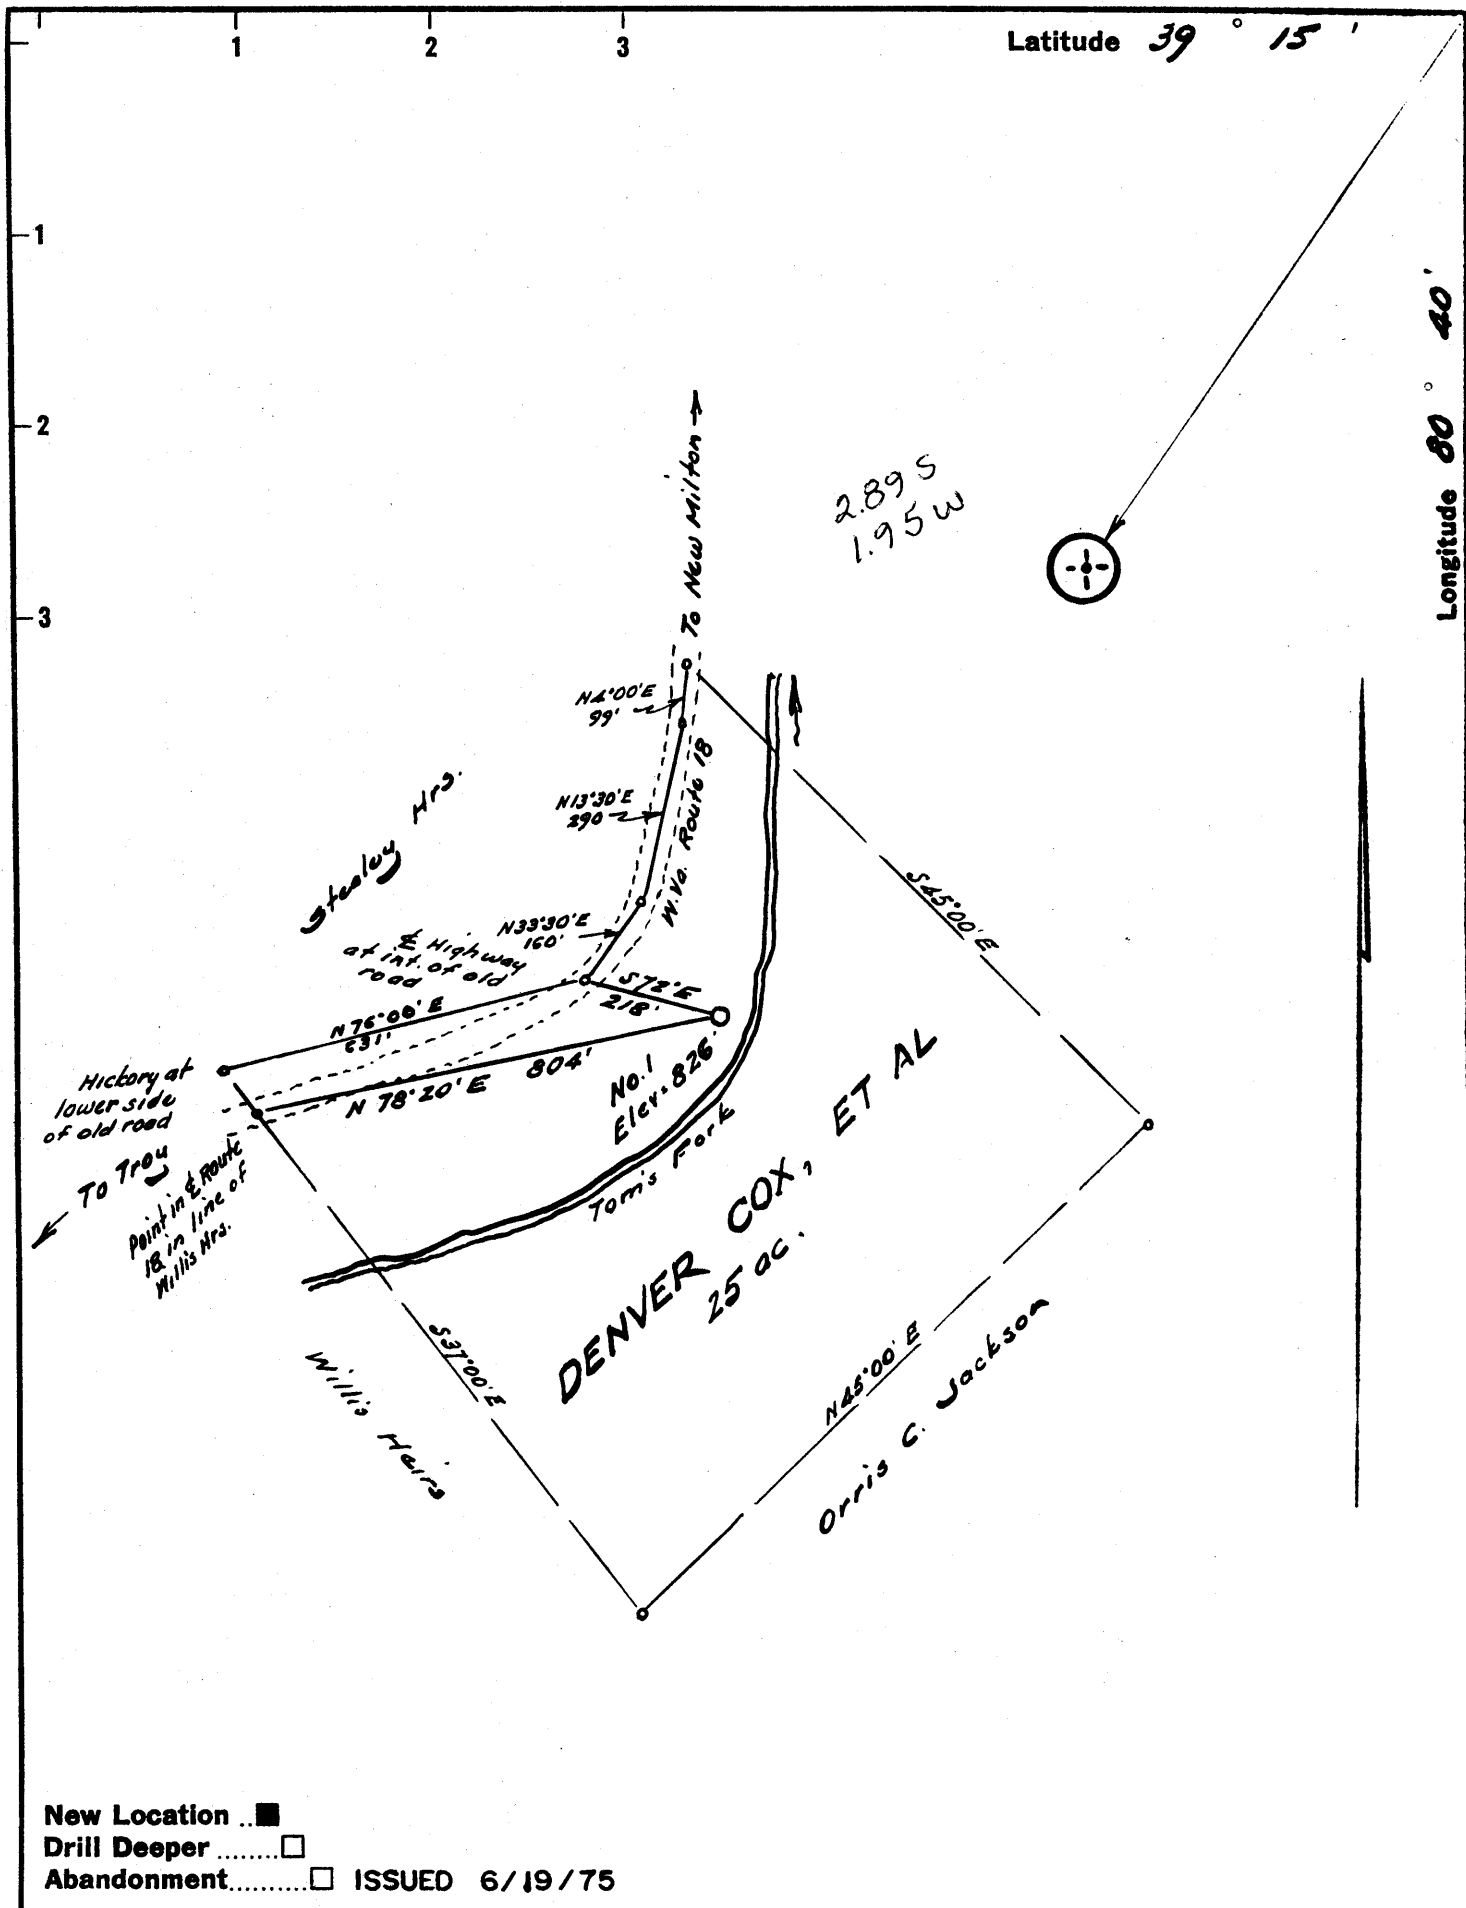 1 2 3
Latitude 39 ° 15 '
1
2
3
Longitude 80 ° 40 '
2.89 S
1.95 W
To New Milton
N4°00'E
99'
N13°30'E
290
W.Va. Route 18
Stealey Hrs.
N33°30'E
160'
℄ Highway
at int. of old
road
S72°E
218'
N76°00'E
631'
N 78°20'E 804'
Hickory at
lower side
of old road
To Troy
Point in ℄ Route
18 in line of
Willis Hrs.
No. 1
Elev. 826'
Tom's Fork
S45°00'E
DENVER COX, ET AL
25 ac.
S37°00'E
Willis Heirs
N45°00'E
Orris C. Jackson
New Location .. ■
Drill Deeper ........ □
Abandonment .......... □ ISSUED 6/19/75